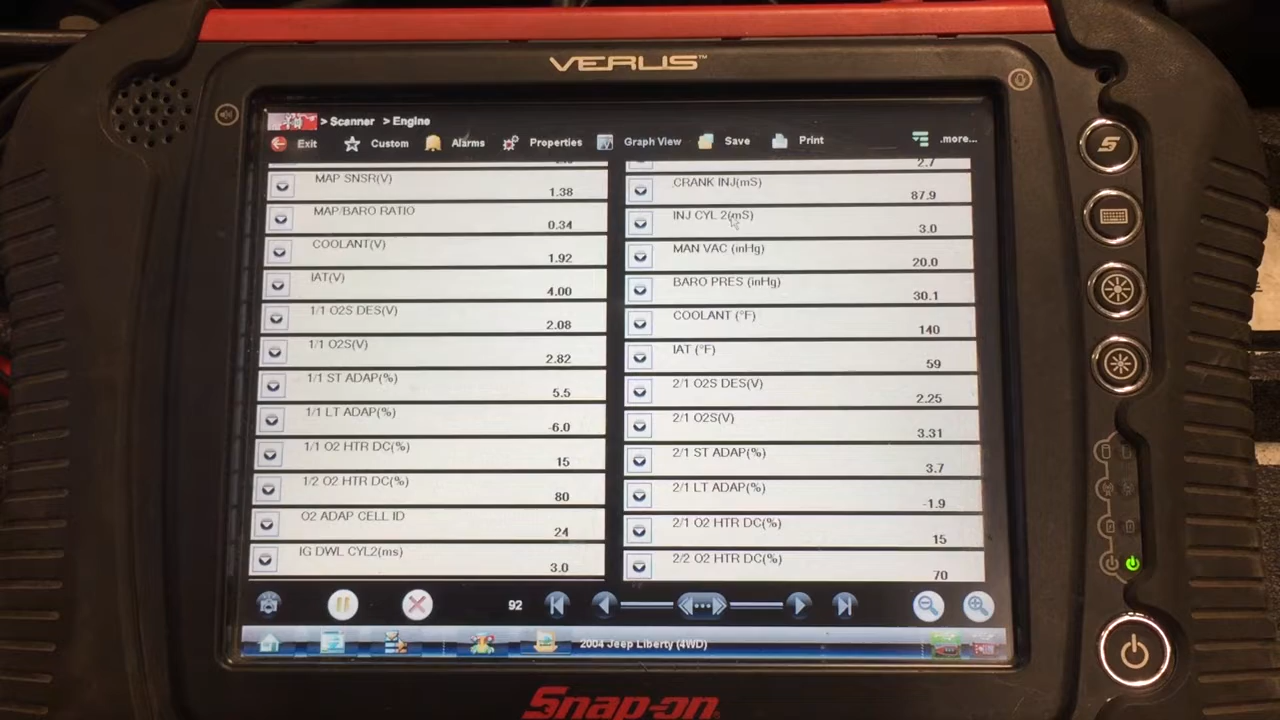 VERUS™
> Scanner > Engine
Exit Custom Alarms Properties Graph View Save Print .more...
MAP SNSR(V) 1.38
MAP/BARO RATIO 0.34
COOLANT(V) 1.92
IAT(V) 4.00
1/1 O2S DES(V) 2.08
1/1 O2S(V) 2.82
1/1 ST ADAP(%) 5.5
1/1 LT ADAP(%) -6.0
1/1 O2 HTR DC(%) 15
1/2 O2 HTR DC(%) 80
O2 ADAP CELL ID 24
IG DWL CYL2(ms) 3.0
2.7
CRANK INJ(mS) 87.9
INJ CYL 2(mS) 3.0
MAN VAC (inHg) 20.0
BARO PRES (inHg) 30.1
COOLANT (°F) 140
IAT (°F) 59
2/1 O2S DES(V) 2.25
2/1 O2S(V) 3.31
2/1 ST ADAP(%) 3.7
2/1 LT ADAP(%) -1.9
2/1 O2 HTR DC(%) 15
2/2 O2 HTR DC(%) 70
92
2004 Jeep Liberty (4WD)
Snap-on
S